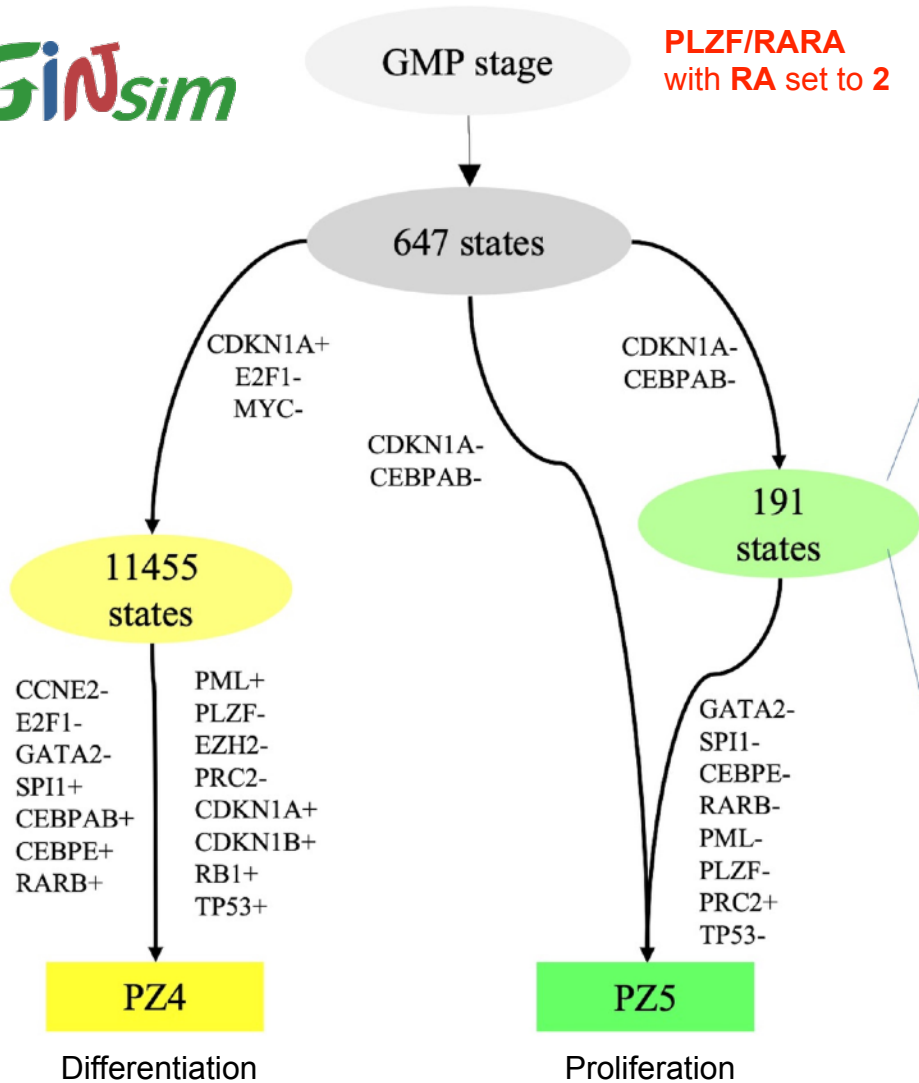 GINsim
GMP stage
PLZF/RARA
with RA set to 2
647 states
CDKN1A+
E2F1-
MYC-
CDKN1A-
CEBPAB-
CDKN1A-
CEBPAB-
11455
states
191
states
CCNE2-
E2F1-
GATA2-
SPI1+
CEBPAB+
CEBPE+
RARB+
PML+
PLZF-
EZH2-
PRC2-
CDKN1A+
CDKN1B+
RB1+
TP53+
GATA2-
SPI1-
CEBPE-
RARB-
PML-
PLZF-
PRC2+
TP53-
PZ4
PZ5
Differentiation
Proliferation